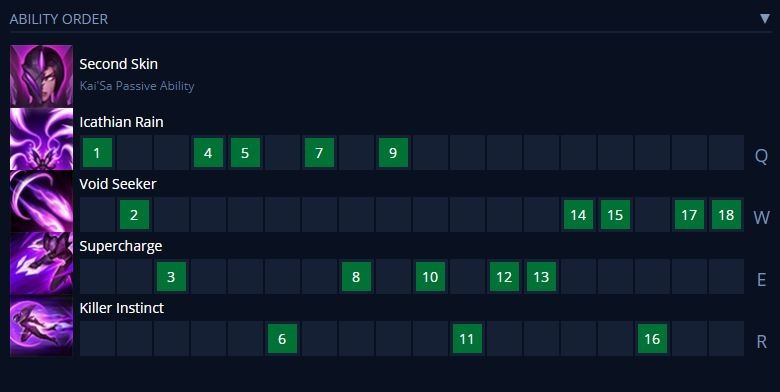 ABILITY ORDER ▼
Second Skin
Kai'Sa Passive Ability
Icathian Rain
1 4 5 7 9 Q
Void Seeker
2 14 15 17 18 W
Supercharge
3 8 10 12 13 E
Killer Instinct
6 11 16 R